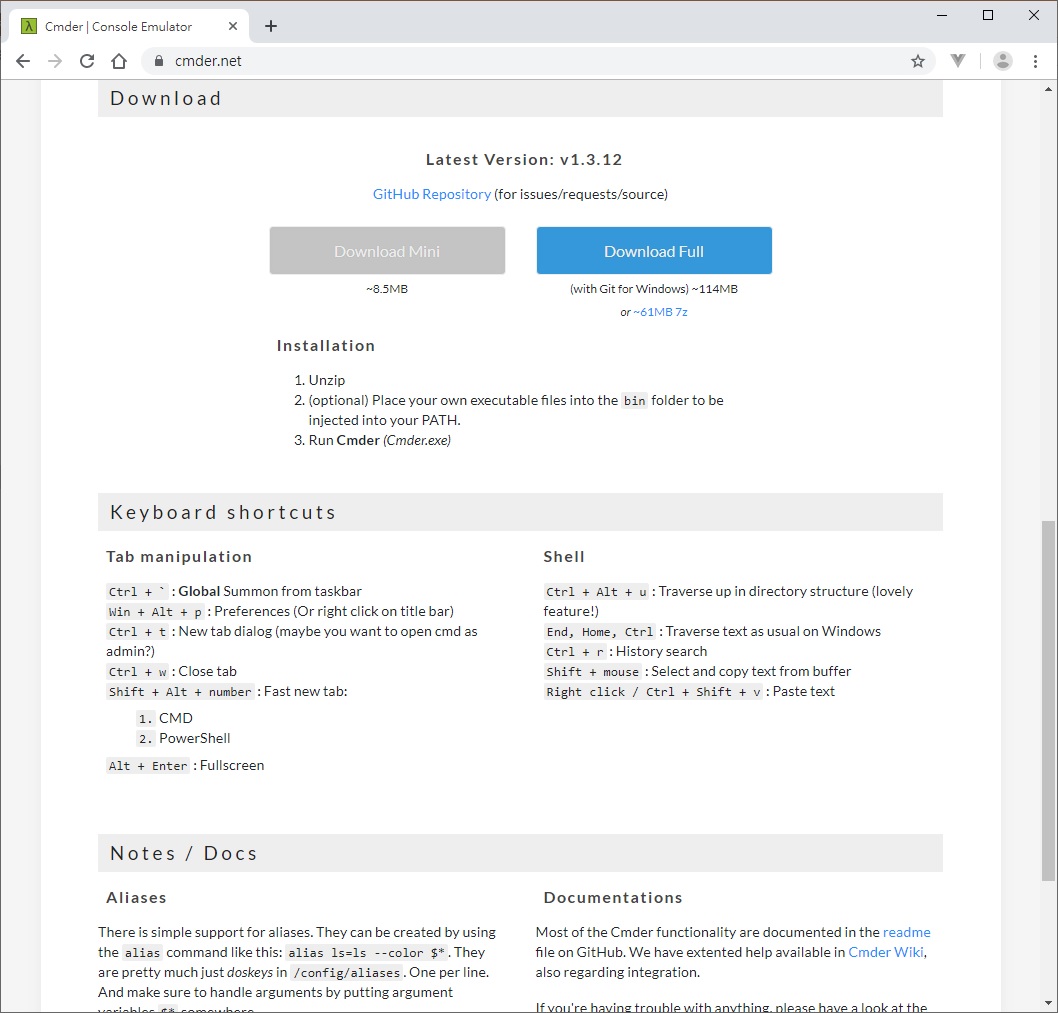 Cmder | Console Emulator
cmder.net
Download
Latest Version: v1.3.12
GitHub Repository (for issues/requests/source)
Download Mini
Download Full
~8.5MB
(with Git for Windows) ~114MB
or ~61MB 7z
Installation
1. Unzip
2. (optional) Place your own executable files into the bin folder to be
injected into your PATH.
3. Run Cmder (Cmder.exe)
Keyboard shortcuts
Tab manipulation
Ctrl + ` : Global Summon from taskbar
Win + Alt + p : Preferences (Or right click on title bar)
Ctrl + t : New tab dialog (maybe you want to open cmd as
admin?)
Ctrl + w : Close tab
Shift + Alt + number : Fast new tab:
1. CMD
2. PowerShell
Alt + Enter : Fullscreen
Shell
Ctrl + Alt + u : Traverse up in directory structure (lovely
feature!)
End, Home, Ctrl : Traverse text as usual on Windows
Ctrl + r : History search
Shift + mouse : Select and copy text from buffer
Right click / Ctrl + Shift + v : Paste text
Notes / Docs
Aliases
There is simple support for aliases. They can be created by using
the alias command like this: alias ls=ls --color $*. They
are pretty much just doskeys in /config/aliases. One per line.
And make sure to handle arguments by putting argument
variables $* somewhere
Documentations
Most of the Cmder functionality are documented in the readme
file on GitHub. We have extented help available in Cmder Wiki,
also regarding integration.
If you're having trouble with anything, please have a look at the